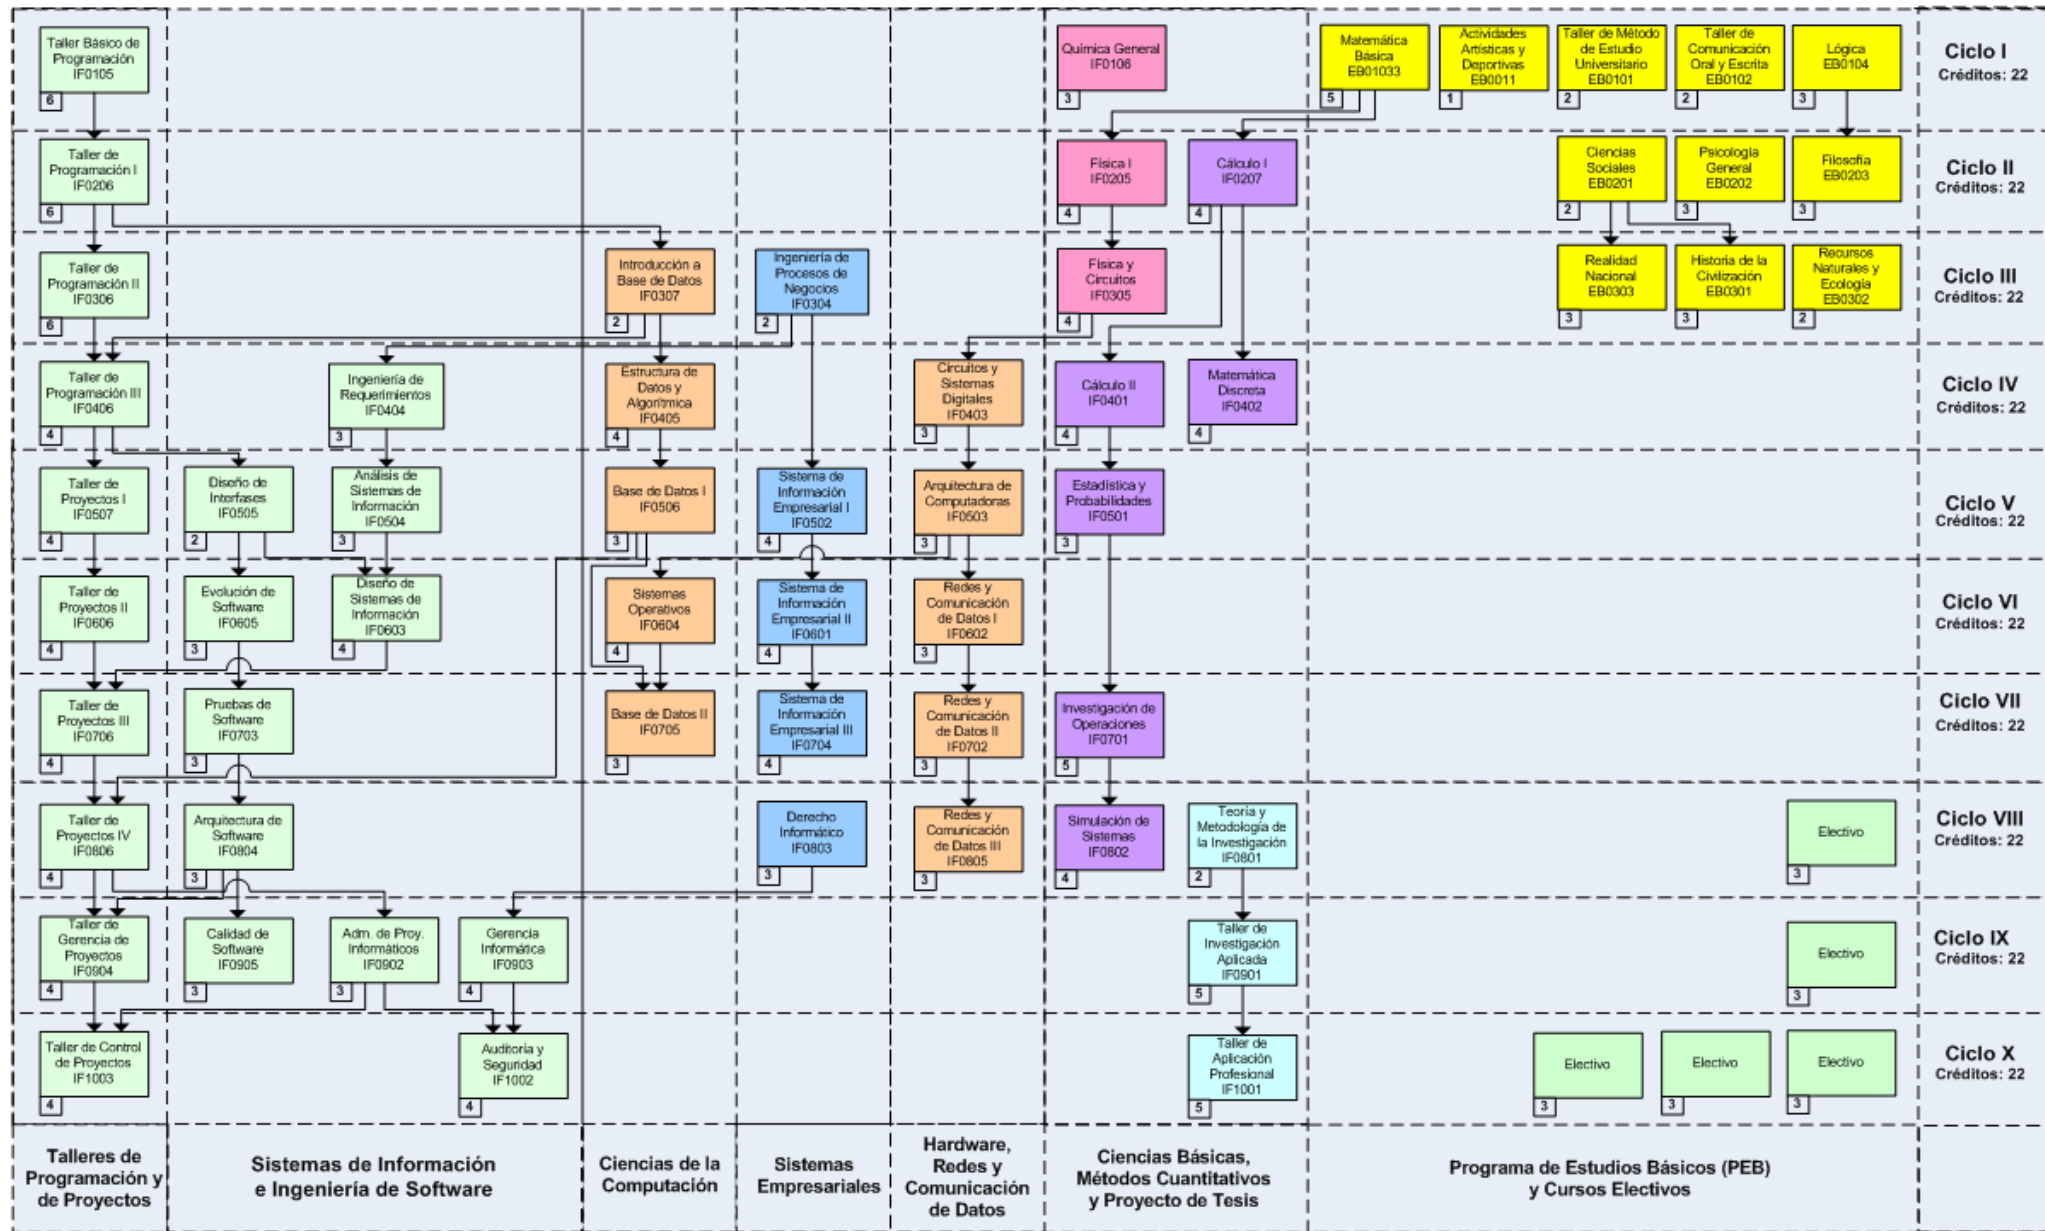 Taller Básico de
Programación
IF0105
6
Química General
IF0106
3
Matemática
Básica
EB01033
5
Actividades
Artísticas y
Deportivas
EB0011
1
Taller de Método
de Estudio
Universitario
EB0101
2
Taller de
Comunicación
Oral y Escrita
EB0102
2
Lógica
EB0104
3
Ciclo I
Créditos: 22
Taller de
Programación I
IF0206
6
Física I
IF0205
4
Cálculo I
IF0207
4
Ciencias
Sociales
EB0201
2
Psicología
General
EB0202
3
Filosofía
EB0203
3
Ciclo II
Créditos: 22
Taller de
Programación II
IF0306
6
Introducción a
Base de Datos
IF0307
2
Ingeniería de
Procesos de
Negocios
IF0304
2
Física y
Circuitos
IF0305
4
Realidad
Nacional
EB0303
3
Historia de la
Civilización
EB0301
3
Recursos
Naturales y
Ecología
EB0302
2
Ciclo III
Créditos: 22
Taller de
Programación III
IF0406
4
Ingeniería de
Requerimientos
IF0404
3
Estructura de
Datos y
Algorítmica
IF0405
4
Circuitos y
Sistemas
Digitales
IF0403
3
Cálculo II
IF0401
4
Matemática
Discreta
IF0402
4
Ciclo IV
Créditos: 22
Taller de
Proyectos I
IF0507
4
Diseño de
Interfases
IF0505
2
Análisis de
Sistemas de
Información
IF0504
3
Base de Datos I
IF0506
3
Sistema de
Información
Empresarial I
IF0502
4
Arquitectura de
Computadoras
IF0503
3
Estadística y
Probabilidades
IF0501
3
Ciclo V
Créditos: 22
Taller de
Proyectos II
IF0606
4
Evolución de
Software
IF0605
3
Diseño de
Sistemas de
Información
IF0603
4
Sistemas
Operativos
IF0604
4
Sistema de
Información
Empresarial II
IF0601
4
Redes y
Comunicación
de Datos I
IF0602
3
Ciclo VI
Créditos: 22
Taller de
Proyectos III
IF0706
4
Pruebas de
Software
IF0703
3
Base de Datos II
IF0705
3
Sistema de
Información
Empresarial III
IF0704
4
Redes y
Comunicación
de Datos II
IF0702
3
Investigación de
Operaciones
IF0701
5
Ciclo VII
Créditos: 22
Taller de
Proyectos IV
IF0806
4
Arquitectura de
Software
IF0804
3
Derecho
Informático
IF0803
3
Redes y
Comunicación
de Datos III
IF0805
3
Simulación de
Sistemas
IF0802
4
Teoría y
Metodología de
la Investigación
IF0801
2
Electivo
3
Ciclo VIII
Créditos: 22
Taller de
Gerencia de
Proyectos
IF0904
4
Calidad de
Software
IF0905
3
Adm. de Proy.
Informáticos
IF0902
3
Gerencia
Informática
IF0903
4
Taller de
Investigación
Aplicada
IF0901
5
Electivo
3
Ciclo IX
Créditos: 22
Taller de Control
de Proyectos
IF1003
4
Auditoría y
Seguridad
IF1002
4
Taller de
Aplicación
Profesional
IF1001
5
Electivo
3
Electivo
3
Electivo
3
Ciclo X
Créditos: 22
Talleres de
Programación y
de Proyectos
Sistemas de Información
e Ingeniería de Software
Ciencias de la
Computación
Sistemas
Empresariales
Hardware,
Redes y
Comunicación
de Datos
Ciencias Básicas,
Métodos Cuantitativos
y Proyecto de Tesis
Programa de Estudios Básicos (PEB)
y Cursos Electivos